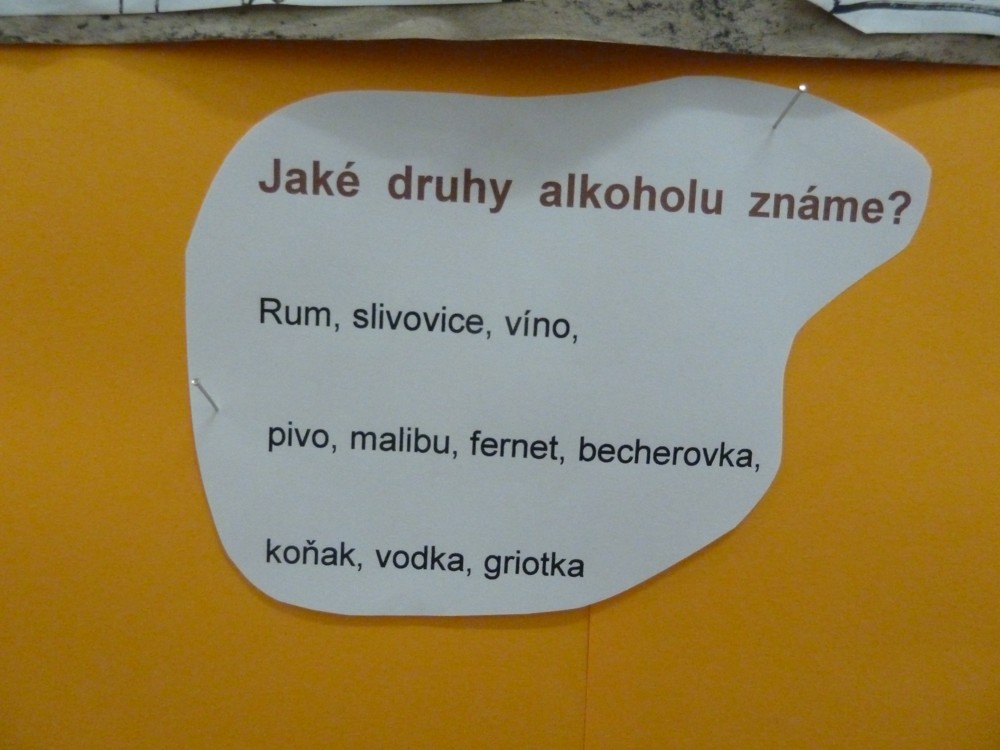 Jaké druhy alkoholu známe?
Rum, slivovice, víno,
pivo, malibu, fernet, becherovka,
koňak, vodka, griotka